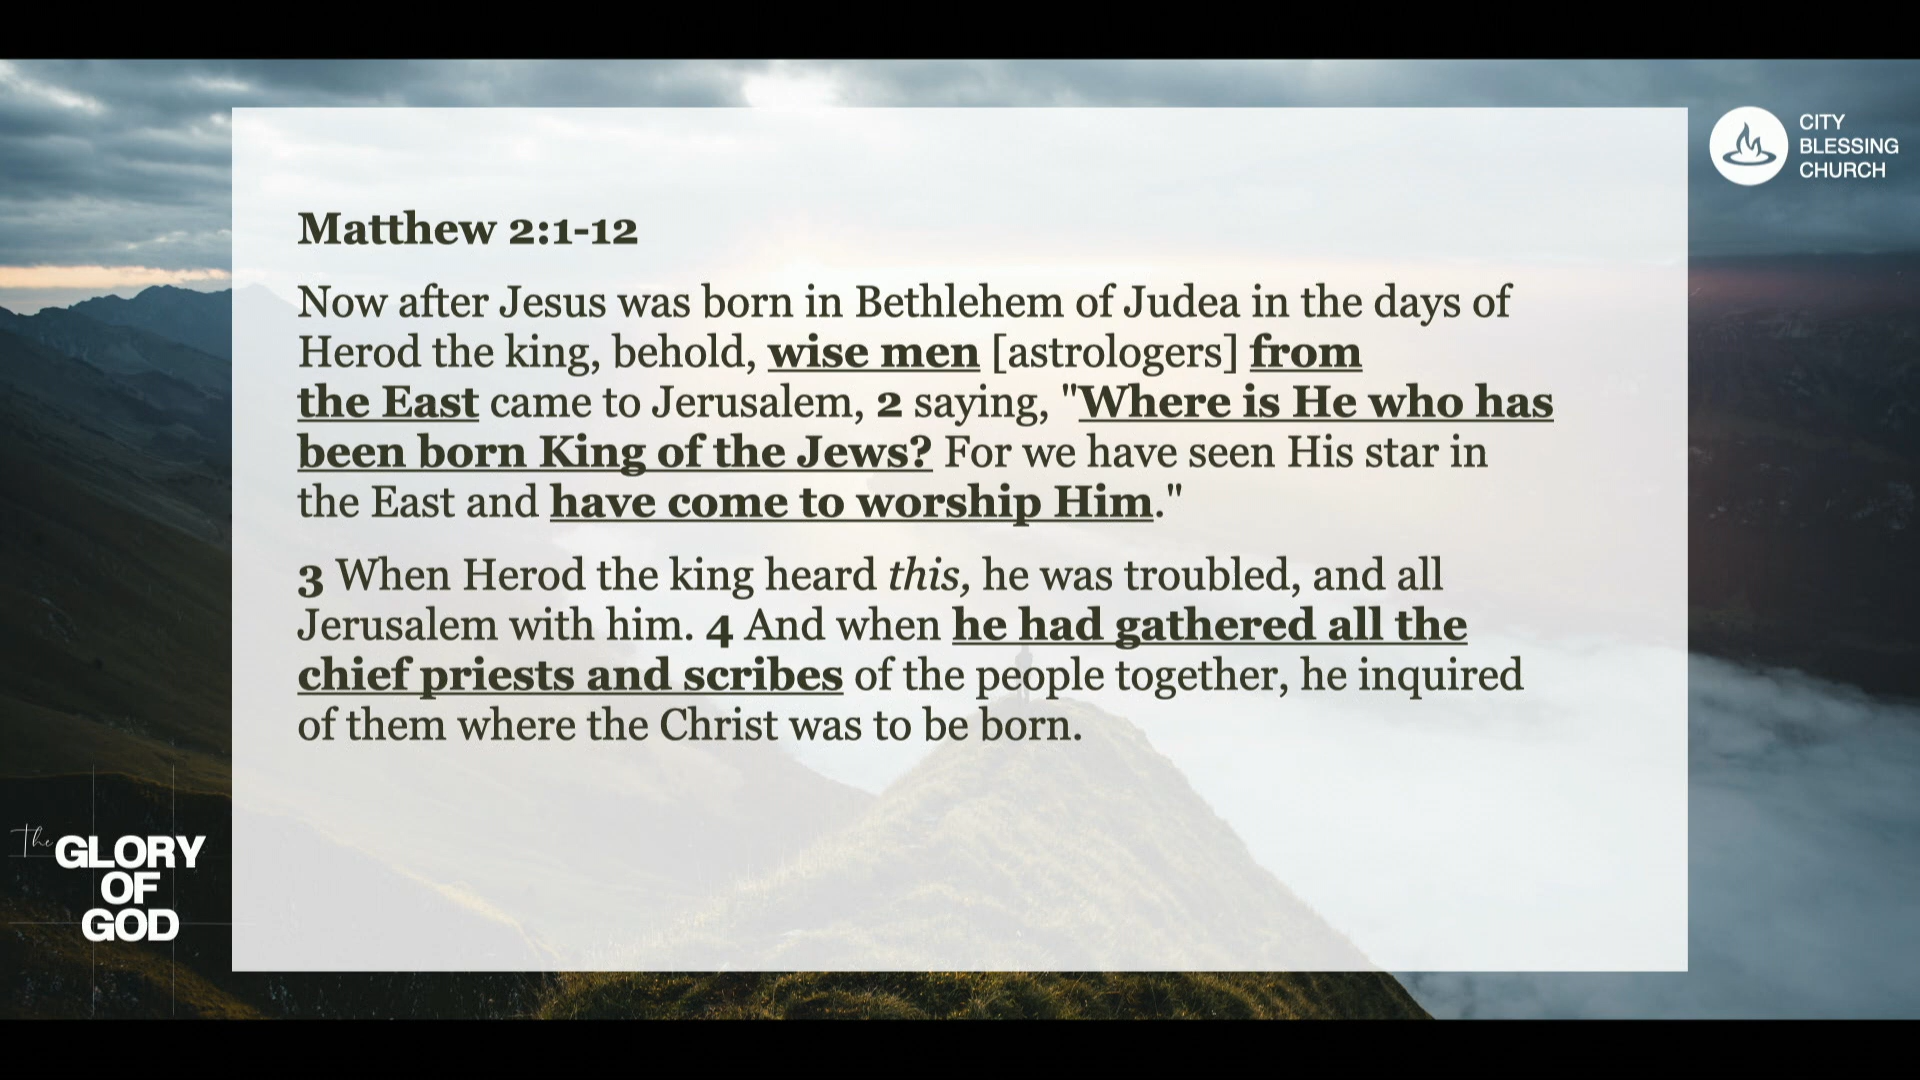 CITY
BLESSING
CHURCH
Matthew 2:1-12
Now after Jesus was born in Bethlehem of Judea in the days of
Herod the king, behold, wise men [astrologers] from
the East came to Jerusalem, 2 saying, "Where is He who has
been born King of the Jews? For we have seen His star in
the East and have come to worship Him."
3 When Herod the king heard this, he was troubled, and all
Jerusalem with him. 4 And when he had gathered all the
chief priests and scribes of the people together, he inquired
of them where the Christ was to be born.
The GLORY
OF
GOD